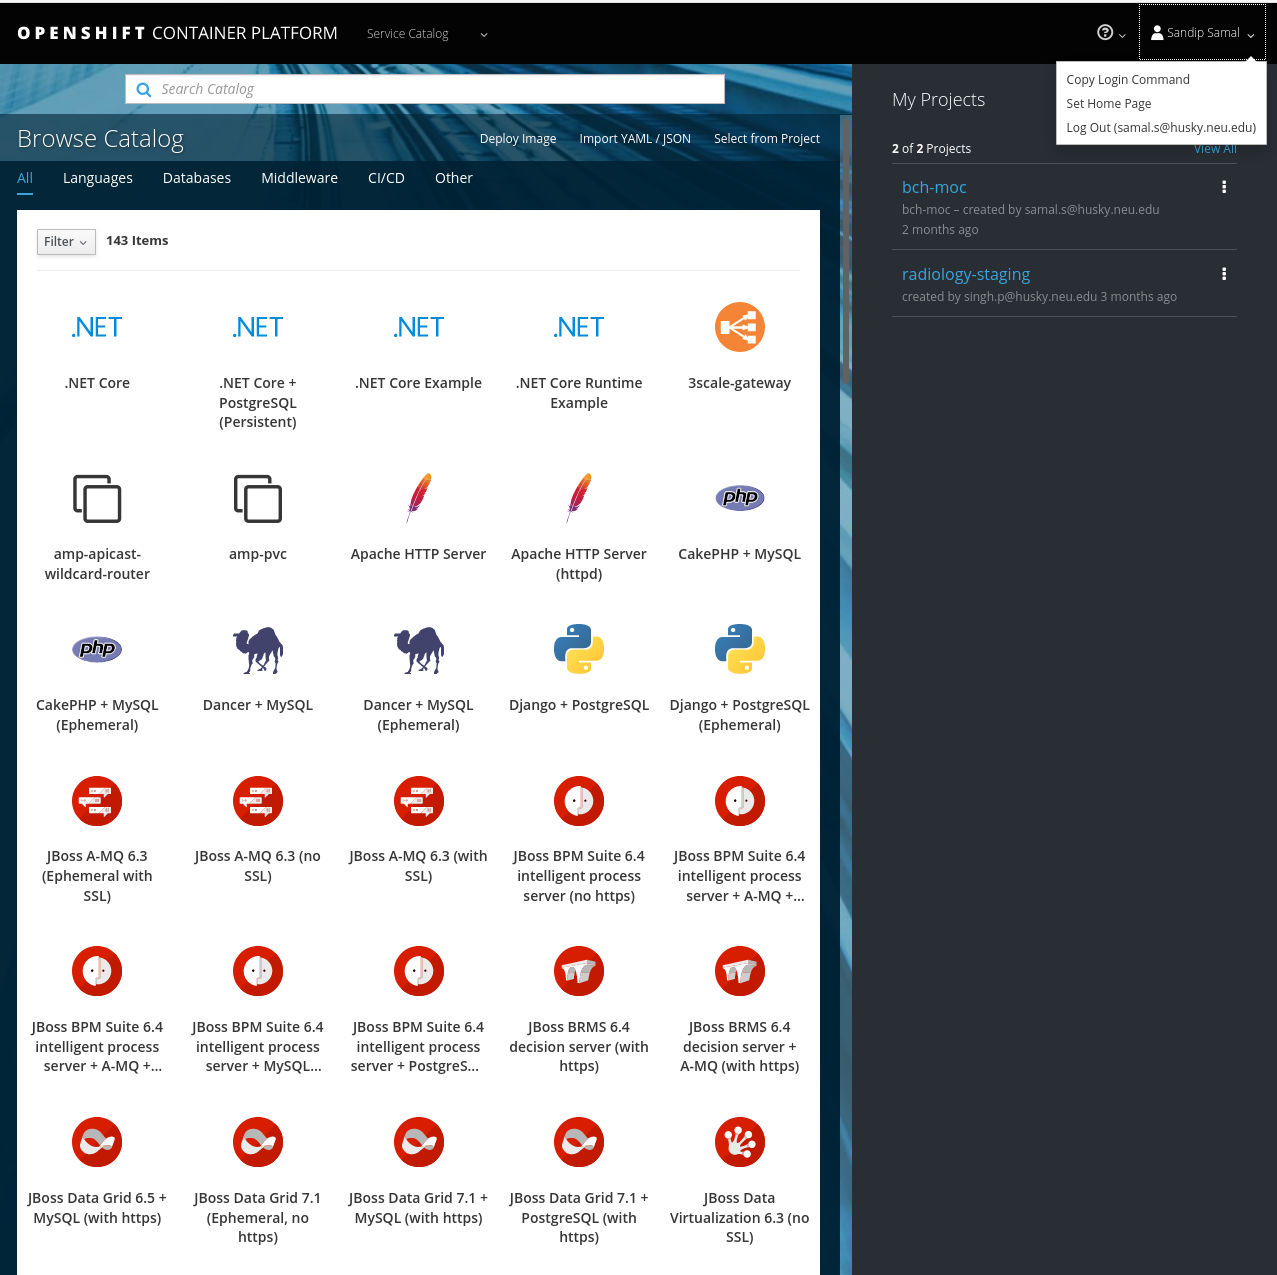 OPENSHIFT CONTAINER PLATFORM
Service Catalog
Sandip Samal
Copy Login Command
Set Home Page
Log Out (samal.s@husky.neu.edu)
Search Catalog
Browse Catalog
Deploy Image
Import YAML / JSON
Select from Project
All
Languages
Databases
Middleware
CI/CD
Other
Filter
143 Items
.NET
.NET Core
.NET
.NET Core +
PostgreSQL
(Persistent)
.NET
.NET Core Example
.NET
.NET Core Runtime
Example
3scale-gateway
amp-apicast-
wildcard-router
amp-pvc
Apache HTTP Server
Apache HTTP Server
(httpd)
php
CakePHP + MySQL
php
CakePHP + MySQL
(Ephemeral)
Dancer + MySQL
Dancer + MySQL
(Ephemeral)
Django + PostgreSQL
Django + PostgreSQL
(Ephemeral)
JBoss A-MQ 6.3
(Ephemeral with
SSL)
JBoss A-MQ 6.3 (no
SSL)
JBoss A-MQ 6.3 (with
SSL)
JBoss BPM Suite 6.4
intelligent process
server (no https)
JBoss BPM Suite 6.4
intelligent process
server + A-MQ +...
JBoss BPM Suite 6.4
intelligent process
server + A-MQ +...
JBoss BPM Suite 6.4
intelligent process
server + MySQL...
JBoss BPM Suite 6.4
intelligent process
server + PostgreS...
JBoss BRMS 6.4
decision server (with
https)
JBoss BRMS 6.4
decision server +
A-MQ (with https)
JBoss Data Grid 6.5 +
MySQL (with https)
JBoss Data Grid 7.1
(Ephemeral, no
https)
JBoss Data Grid 7.1 +
MySQL (with https)
JBoss Data Grid 7.1 +
PostgreSQL (with
https)
JBoss Data
Virtualization 6.3 (no
SSL)
My Projects
2 of 2 Projects
View All
bch-moc
bch-moc – created by samal.s@husky.neu.edu
2 months ago
radiology-staging
created by singh.p@husky.neu.edu 3 months ago